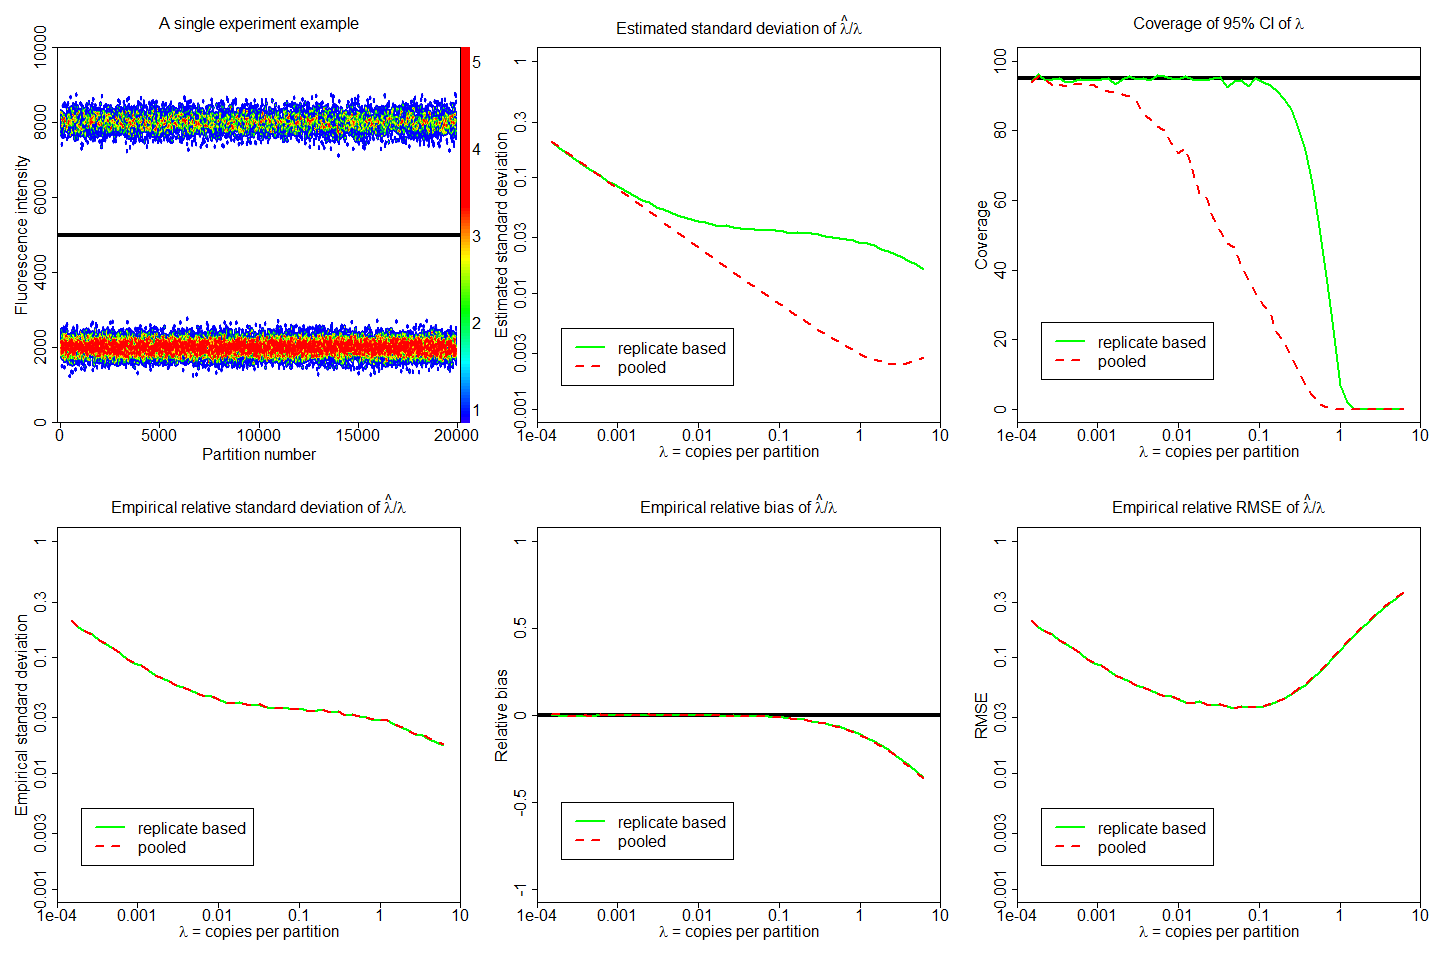 A single experiment example
Fluorescence intensity
0
2000
4000
6000
8000
10000
0
5000
10000
15000
20000
Partition number
1
2
3
4
5
Estimated standard deviation of λ̂/λ
Estimated standard deviation
0.001
0.003
0.01
0.03
0.1
0.3
1
replicate based
pooled
1e-04
0.001
0.01
0.1
1
10
λ = copies per partition
Coverage of 95% CI of λ
Coverage
0
20
40
60
80
100
replicate based
pooled
1e-04
0.001
0.01
0.1
1
10
λ = copies per partition
Empirical relative standard deviation of λ̂/λ
Empirical standard deviation
0.001
0.003
0.01
0.03
0.1
0.3
1
replicate based
pooled
1e-04
0.001
0.01
0.1
1
10
λ = copies per partition
Empirical relative bias of λ̂/λ
Relative bias
-1
-0.5
0
0.5
1
replicate based
pooled
1e-04
0.001
0.01
0.1
1
10
λ = copies per partition
Empirical relative RMSE of λ̂/λ
RMSE
0.001
0.003
0.01
0.03
0.1
0.3
1
replicate based
pooled
1e-04
0.001
0.01
0.1
1
10
λ = copies per partition